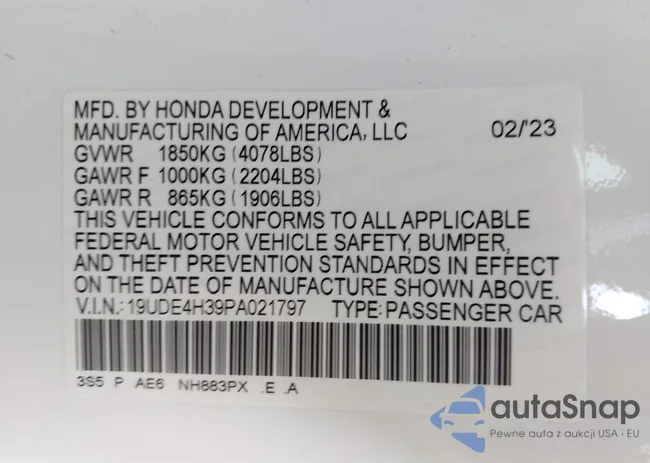 MFD. BY HONDA DEVELOPMENT &
MANUFACTURING OF AMERICA, LLC 02/'23
GVWR 1850KG (4078LBS)
GAWR F 1000KG (2204LBS)
GAWR R 865KG (1906LBS)
THIS VEHICLE CONFORMS TO ALL APPLICABLE
FEDERAL MOTOR VEHICLE SAFETY, BUMPER,
AND THEFT PREVENTION STANDARDS IN EFFECT
ON THE DATE OF MANUFACTURE SHOWN ABOVE.
V.I.N.: 19UDE4H39PA021797 TYPE: PASSENGER CAR
3S5 P AE6 NH883PX .E .A
autaSnap
Pewne auta z aukcji USA · EU